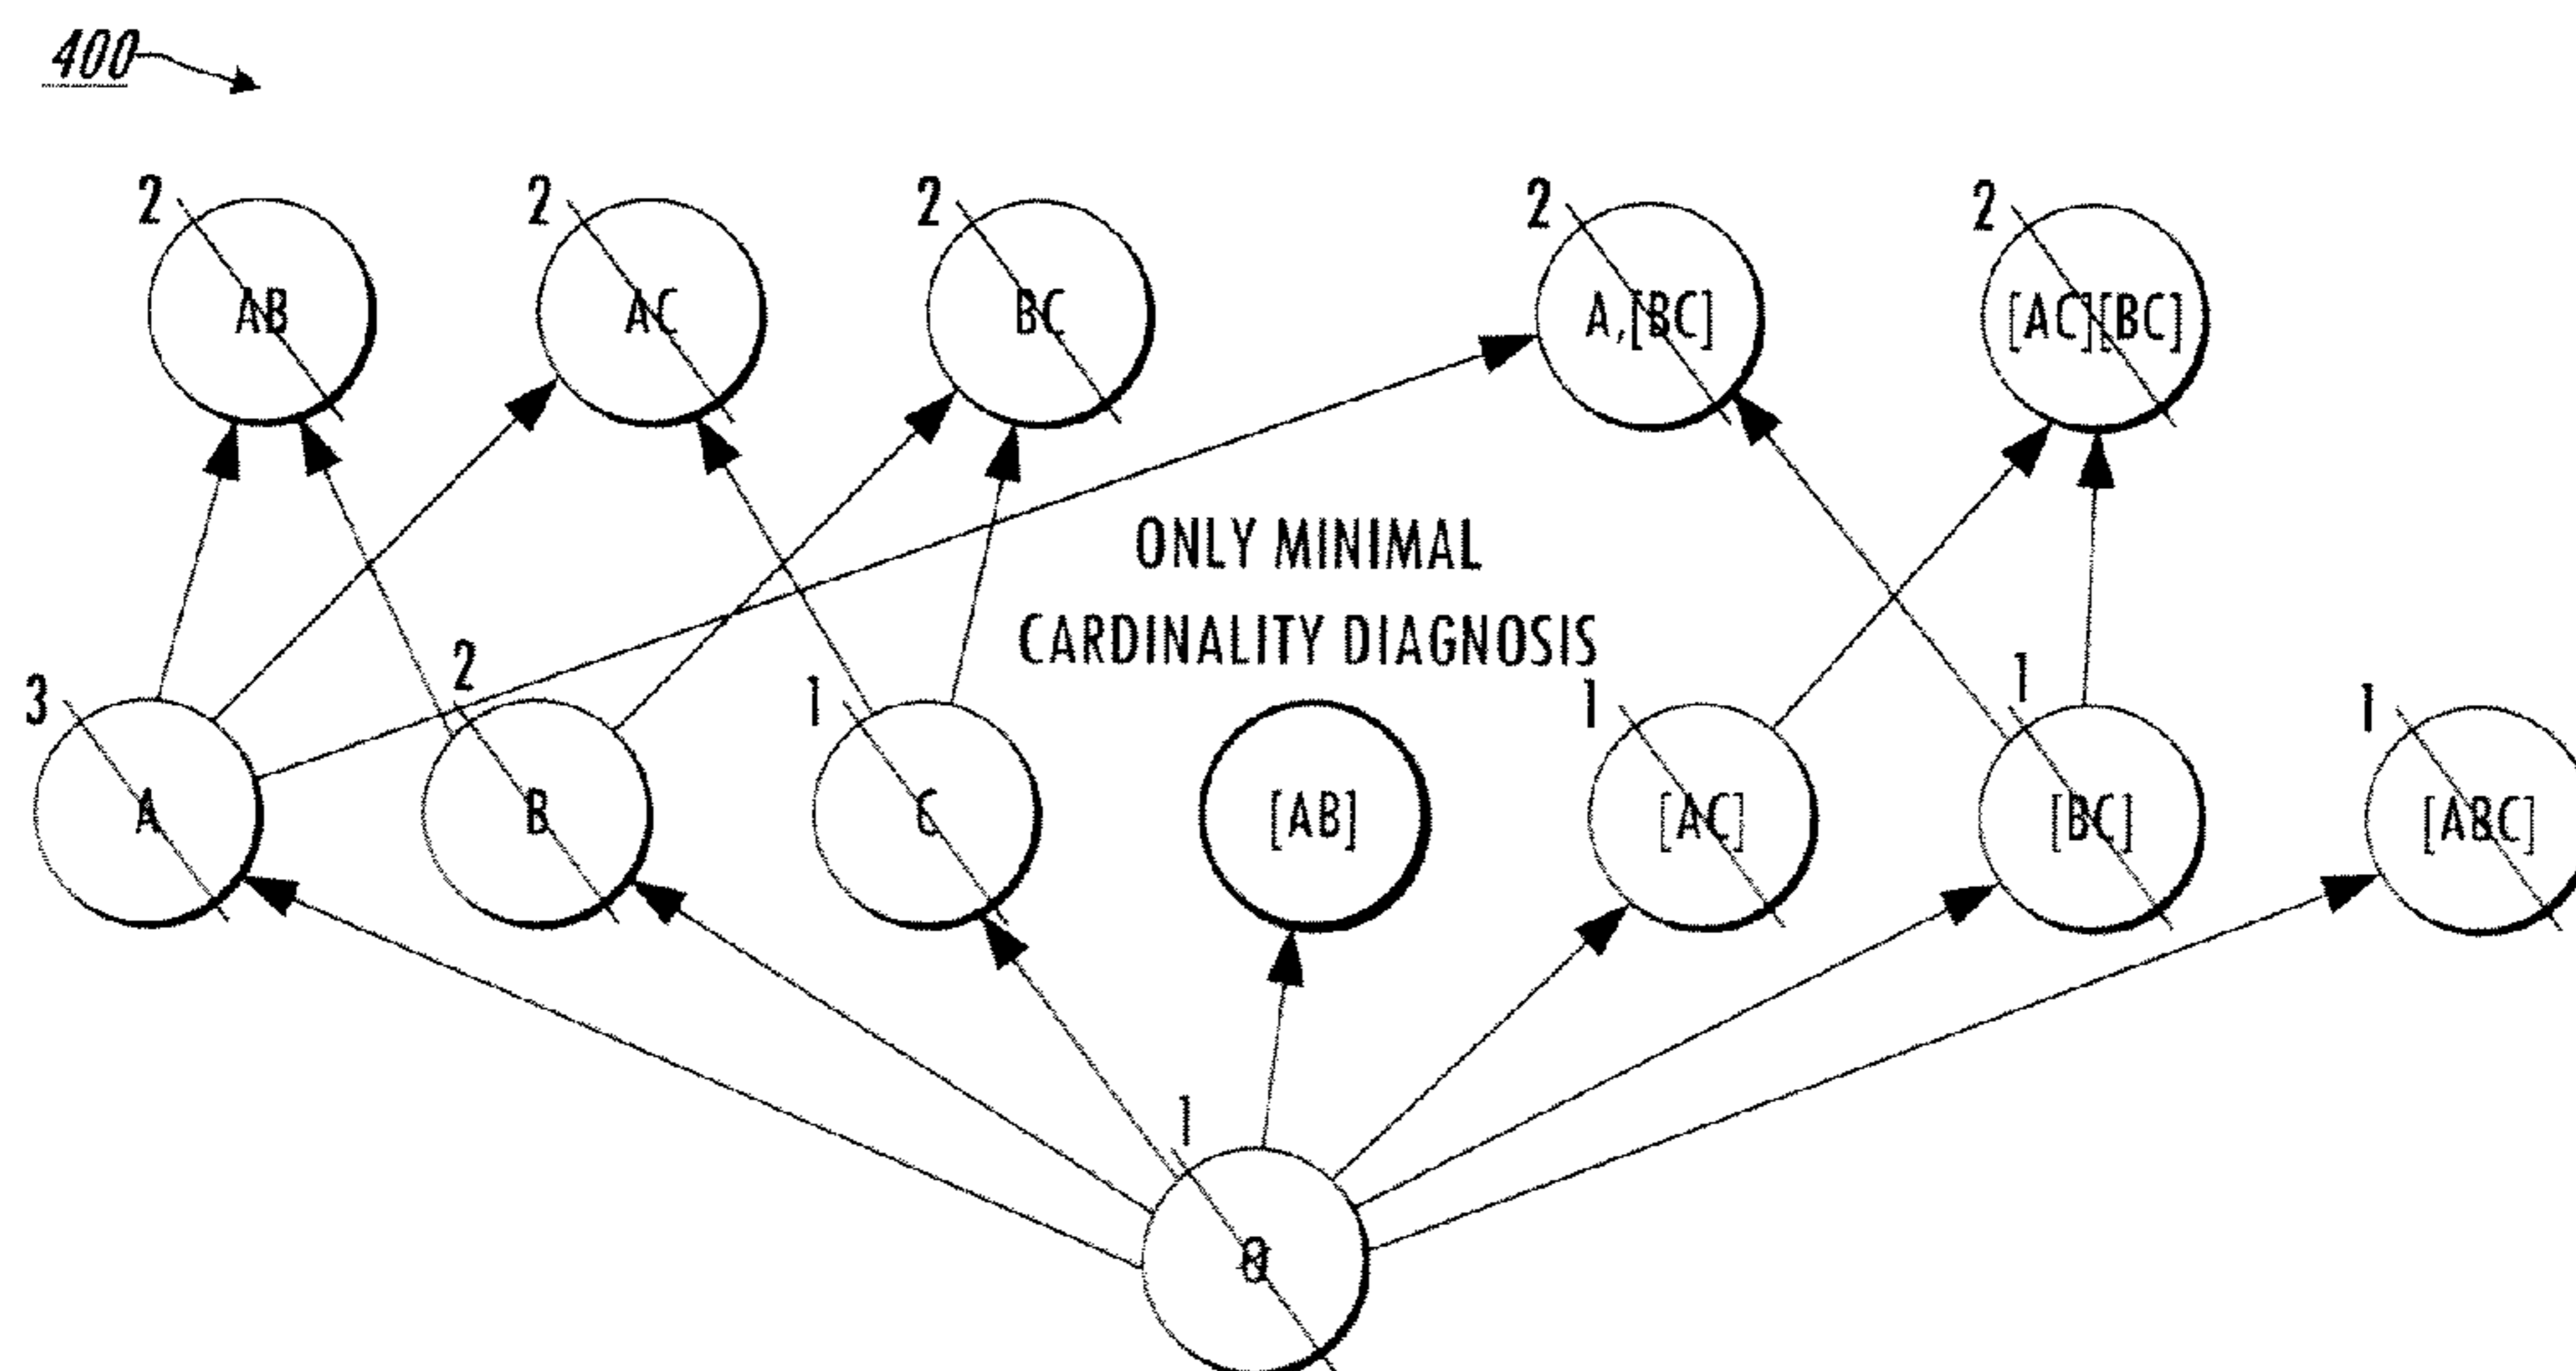 400
2 2 2 2 2
AB AC BC A,[BC] [AC][BC]
ONLY MINIMAL
CARDINALITY DIAGNOSIS
3 2 1 1 1 1
A B C [AB] [AC] [BC] [ABC]
1
0